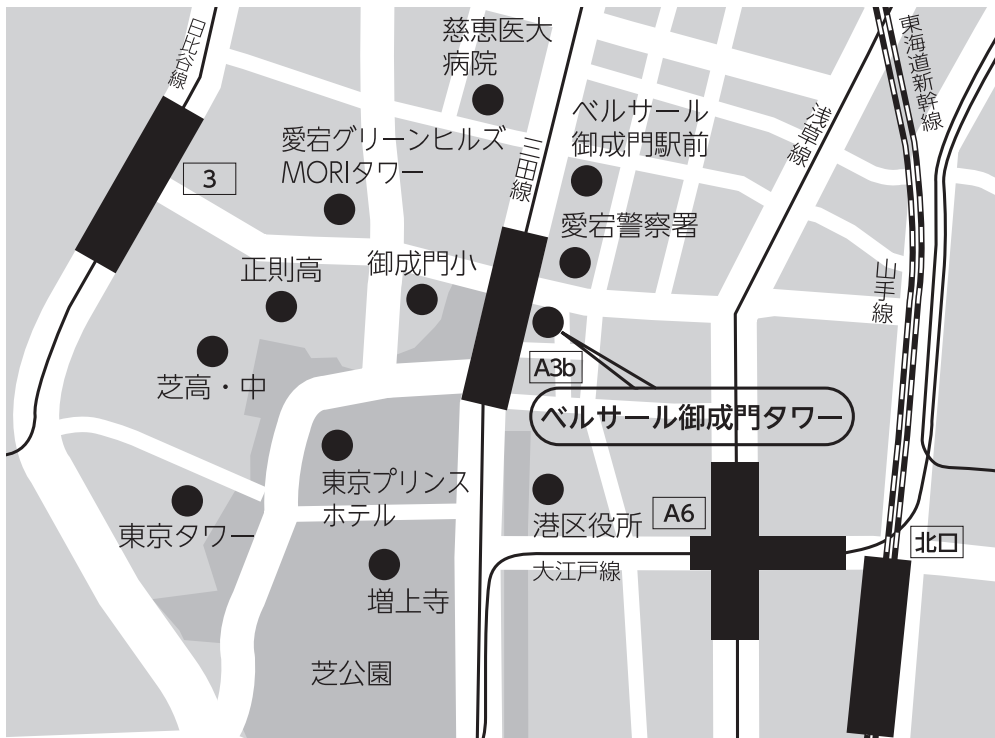 慈恵医大
病院
日比谷線
東海道新幹線
ベルサール
御成門駅前
愛宕グリーンヒルズ
MORIタワー
三田線
浅草線
3
愛宕警察署
御成門小
正則高
山手線
A3b
芝高・中
ベルサール御成門タワー
東京プリンス
ホテル
港区役所
A6
東京タワー
北口
大江戸線
増上寺
芝公園